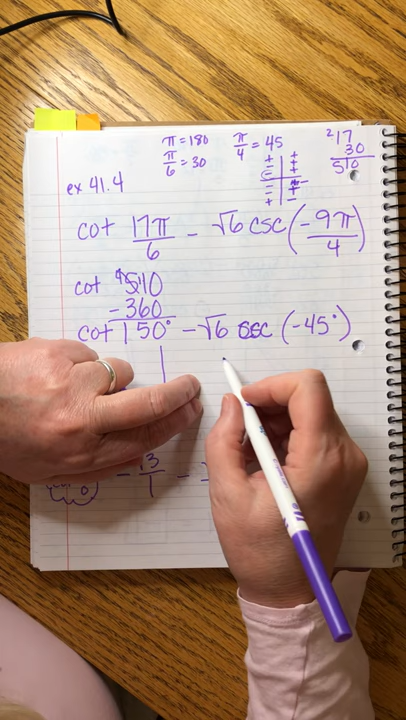 π = 180
π/6 = 30
π/4 = 45
²17
30
510
ex 41.4
cot 17π/6 - √6 csc (-9π/4)
cot 510
-360
cot 150° - √6 csc (-45°)
- 13/1 -